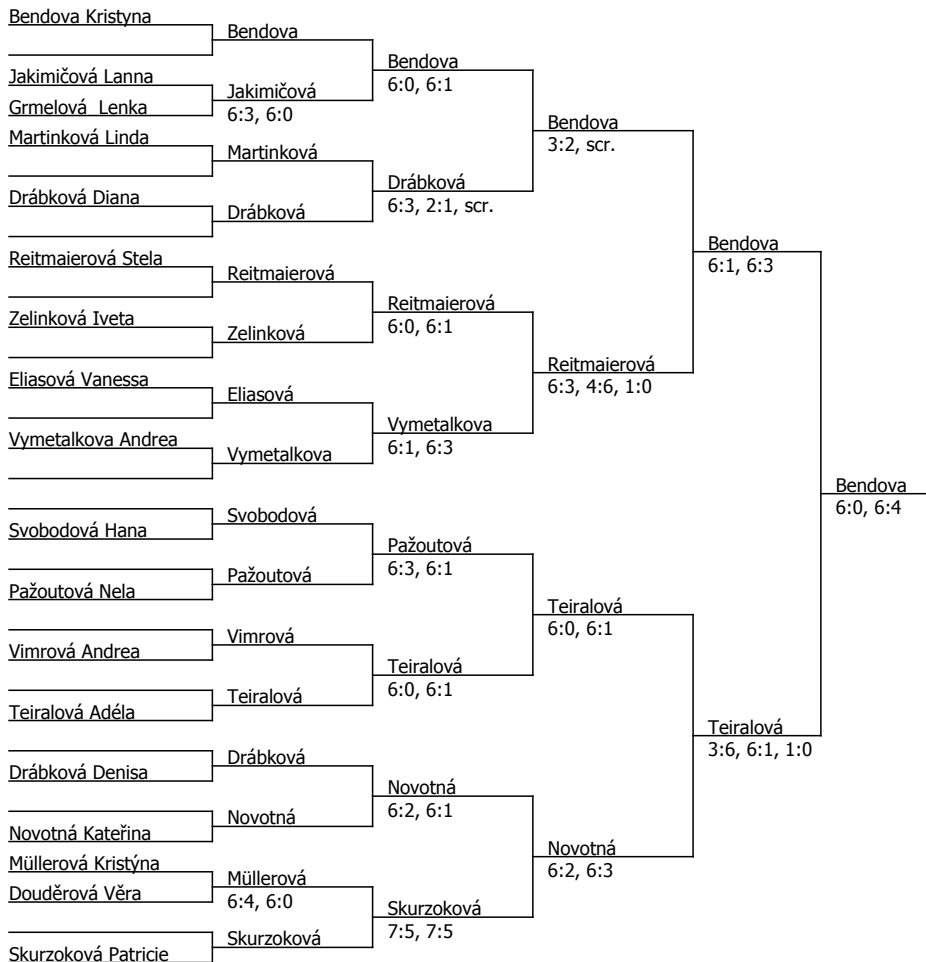 Bendova Kristyna
Jakimičová Lanna
Grmelová  Lenka
Martinková Linda
Drábková Diana
Reitmaierová Stela
Zelinková Iveta
Eliasová Vanessa
Vymetalkova Andrea
Svobodová Hana
Pažoutová Nela
Vimrová Andrea
Teiralová Adéla
Drábková Denisa
Novotná Kateřina
Müllerová Kristýna
Douděrová Věra
Skurzoková Patricie
Bendova
Jakimičová
6:3, 6:0
Martinková
Drábková
Reitmaierová
Zelinková
Eliasová
Vymetalkova
Svobodová
Pažoutová
Vimrová
Teiralová
Drábková
Novotná
Müllerová
6:4, 6:0
Skurzoková
Bendova
6:0, 6:1
Drábková
6:3, 2:1, scr.
Reitmaierová
6:0, 6:1
Vymetalkova
6:1, 6:3
Pažoutová
6:3, 6:1
Teiralová
6:0, 6:1
Novotná
6:2, 6:1
Skurzoková
7:5, 7:5
Bendova
3:2, scr.
Reitmaierová
6:3, 4:6, 1:0
Teiralová
6:0, 6:1
Novotná
6:2, 6:3
Bendova
6:1, 6:3
Teiralová
3:6, 6:1, 1:0
Bendova
6:0, 6:4